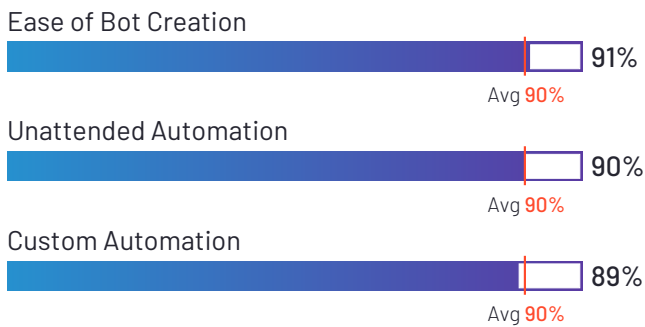 Ease of Bot Creation
91%
Avg 90%
Unattended Automation
90%
Avg 90%
Custom Automation
89%
Avg 90%